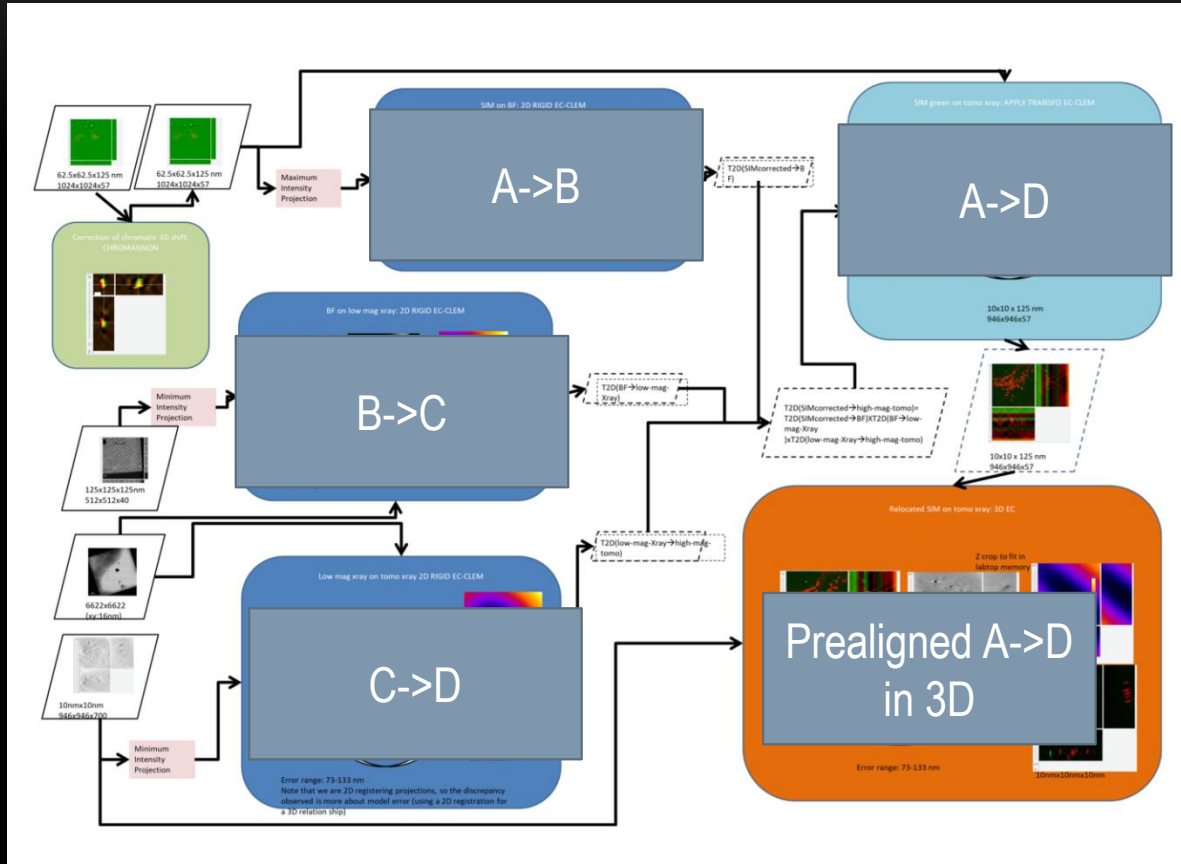 SIM on BF: 2D RIGID EC-CLEM
A->B
SIM green on tomo xray: APPLY TRANSFO EC-CLEM
A->D
10x10 x 125 nm
946x946x57
62.5x62.5x125 nm
1024x1024x57
62.5x62.5x125 nm
1024x1024x57
Maximum
Intensity
Projection
T2D(SIMcorrected→B
F)
Correction of chromatic 3D shift
CHROMAGNON
BF on low mag xray: 2D RIGID EC-CLEM
B->C
Minimum
Intensity
Projection
T2D(BF→low-mag-
Xray)
T2D(SIMcorrected→high-mag-tomo)=
T2D(SIMcorrected→BF)XT2D(BF→low-
mag-Xray
)xT2D(low-mag-Xray→high-mag-tomo)
10x10 x 125 nm
946x946x57
125x125x125nm
512x512x40
T2D(low-mag-Xray→high-mag-
tomo)
6622x6622
(xy:16nm)
Low mag xray on tomo xray 2D RIGID EC-CLEM
C->D
Error range: 73-133 nm
Note that we are 2D registering projections, so the discrepancy
observed is more about model error (using a 2D registration for
a 3D relation ship)
10nmx10nm
946x946x700
Minimum
Intensity
Projection
Relocated SIM on tomo xray: 3D EC
Z crop to fit in
labtop memory
Prealigned A->D
in 3D
Error range: 73-133 nm
10nmx10nmx10nm